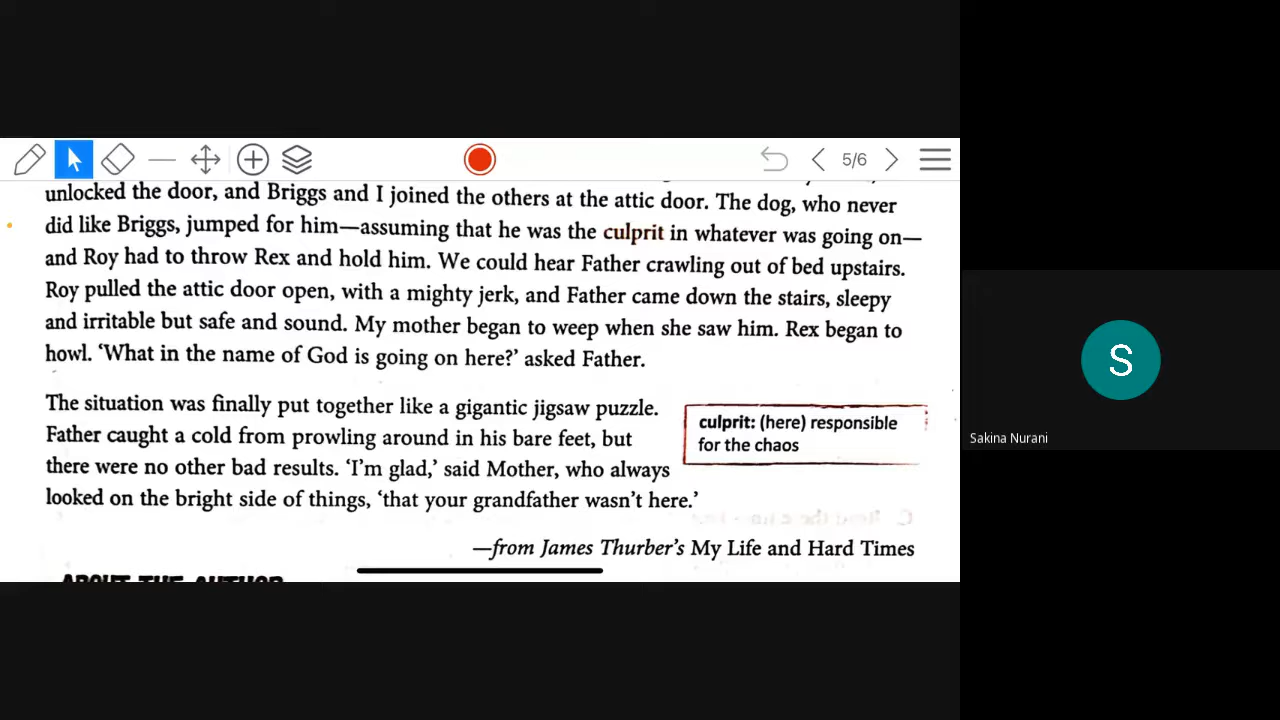 5/6
unlocked the door, and Briggs and I joined the others at the attic door. The dog, who never
did like Briggs, jumped for him—assuming that he was the culprit in whatever was going on—
and Roy had to throw Rex and hold him. We could hear Father crawling out of bed upstairs.
Roy pulled the attic door open, with a mighty jerk, and Father came down the stairs, sleepy
and irritable but safe and sound. My mother began to weep when she saw him. Rex began to
howl. ‘What in the name of God is going on here?’ asked Father.
The situation was finally put together like a gigantic jigsaw puzzle.
Father caught a cold from prowling around in his bare feet, but
there were no other bad results. ‘I'm glad,’ said Mother, who always
looked on the bright side of things, ‘that your grandfather wasn't here.’
culprit: (here) responsible
for the chaos
—from James Thurber's My Life and Hard Times
ABOUT THE AUTHOR
S
Sakina Nurani